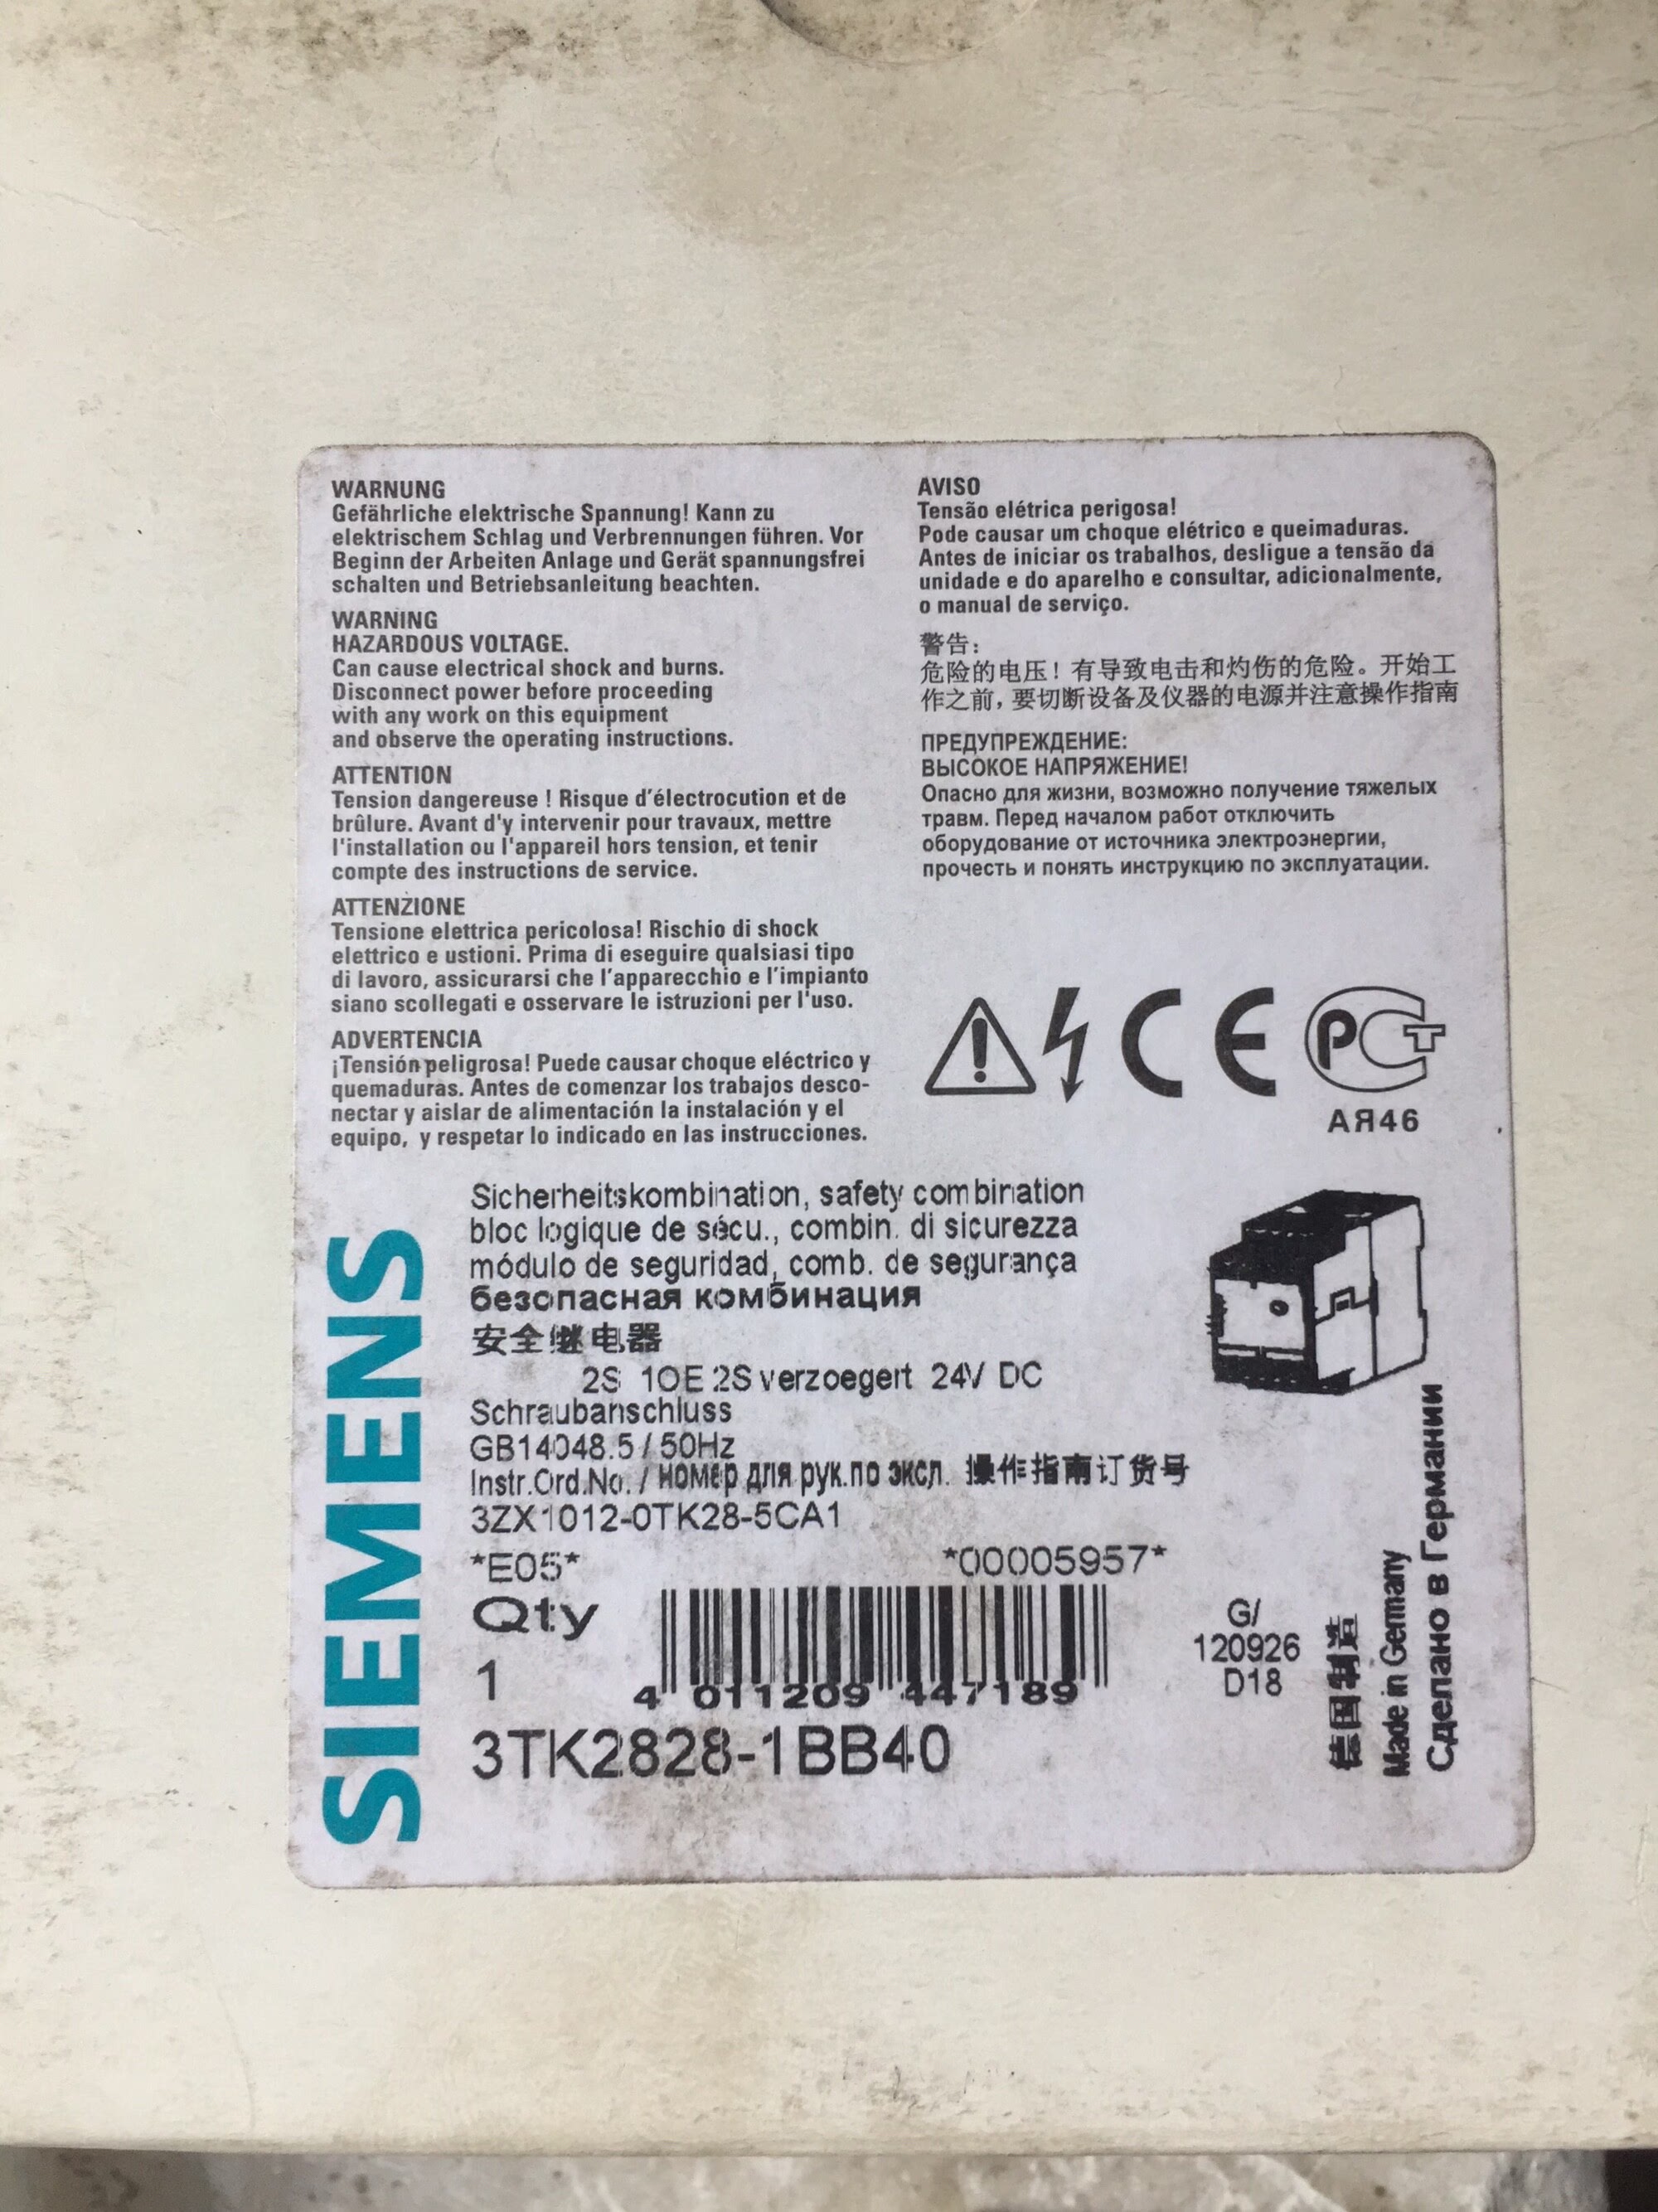 WARNUNG
Gefährliche elektrische Spannung! Kann zu
elektrischem Schlag und Verbrennungen führen. Vor
Beginn der Arbeiten Anlage und Gerät spannungsfrei
schalten und Betriebsanleitung beachten.
WARNING
HAZARDOUS VOLTAGE.
Can cause electrical shock and burns.
Disconnect power before proceeding
with any work on this equipment
and observe the operating instructions.
ATTENTION
Tension dangereuse ! Risque d'électrocution et de
brûlure. Avant d'y intervenir pour travaux, mettre
l'installation ou l'appareil hors tension, et tenir
compte des instructions de service.
ATTENZIONE
Tensione elettrica pericolosa! Rischio di shock
elettrico e ustioni. Prima di eseguire qualsiasi tipo
di lavoro, assicurarsi che l'apparecchio e l'impianto
siano scollegati e osservare le istruzioni per l'uso.
ADVERTENCIA
¡Tensión peligrosa! Puede causar choque eléctrico y
quemaduras. Antes de comenzar los trabajos desco-
nectar y aislar de alimentación la instalación y el
equipo, y respetar lo indicado en las instrucciones.
AVISO
Tensão elétrica perigosa!
Pode causar um choque elétrico e queimaduras.
Antes de iniciar os trabalhos, desligue a tensão da
unidade e do aparelho e consultar, adicionalmente,
o manual de serviço.
警告:
危险的电压! 有导致电击和灼伤的危险。开始工
作之前, 要切断设备及仪器的电源并注意操作指南
ПРЕДУПРЕЖДЕНИЕ:
ВЫСОКОЕ НАПРЯЖЕНИЕ!
Опасно для жизни, возможно получение тяжелых
травм. Перед началом работ отключить
оборудование от источника электроэнергии,
прочесть и понять инструкцию по эксплуатации.
CE PCT
АЯ46
SIEMENS
Sicherheitskombination, safety combination
bloc logique de sécu., combin. di sicurezza
módulo de seguridad, comb. de segurança
безопасная комбинация
安全继电器
2S 1OE 2S verzoegert 24V DC
Schraubanschluss
GB14048.5 / 50Hz
Instr.Ord.No. / номер для рук.по эксп. 操作指南订货号
3ZX1012-0TK28-5CA1
*E05* *00005957*
Qty
1
4 011209 447189
3TK2828-1BB40
G/
120926
D18
德国制造
Made in Germany
Сделано в Германии